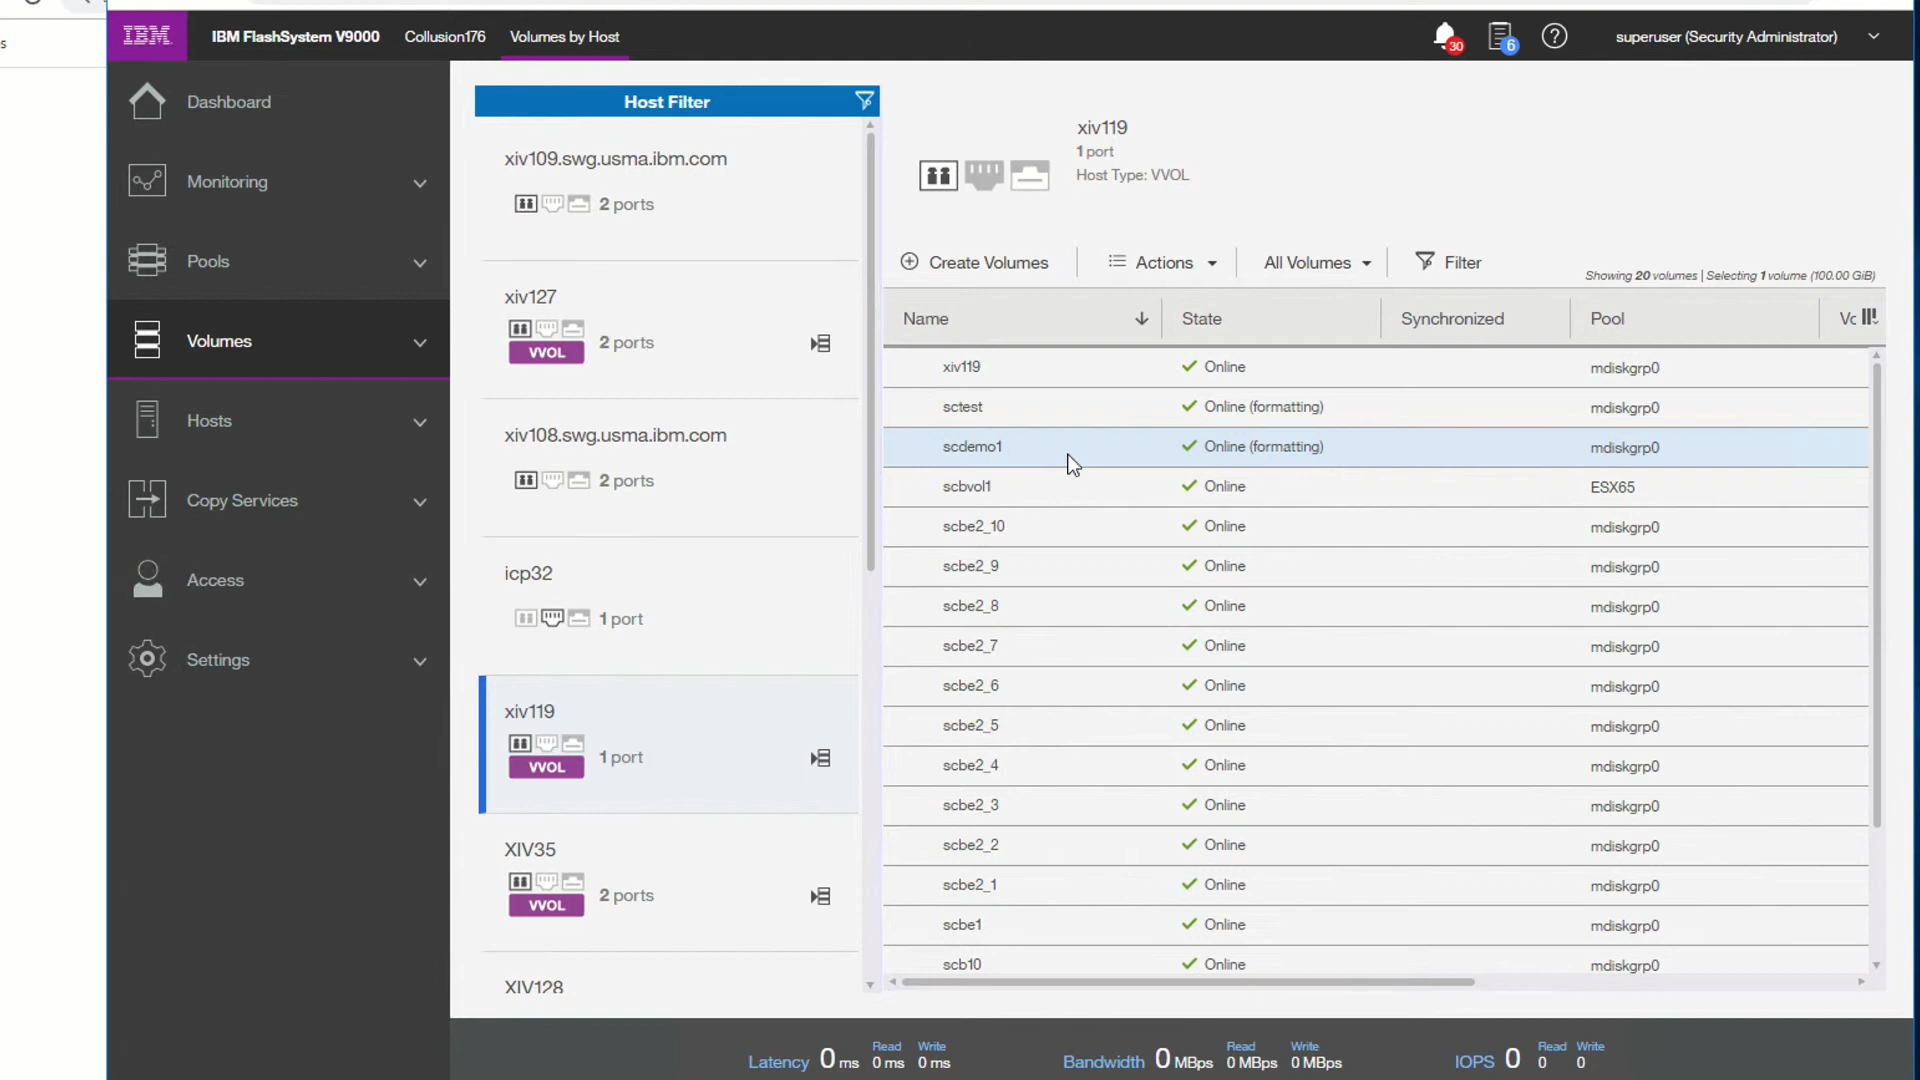 s
IBM
IBM FlashSystem V9000 Collusion176 Volumes by Host
30
6
superuser (Security Administrator)
Dashboard
Monitoring
Pools
Volumes
Hosts
Copy Services
Access
Settings
Host Filter
xiv109.swg.usma.ibm.com
2 ports
xiv127
VVOL
2 ports
xiv108.swg.usma.ibm.com
2 ports
icp32
1 port
xiv119
VVOL
1 port
XIV35
VVOL
2 ports
XIV128
xiv119
1 port
Host Type: VVOL
Create Volumes Actions All Volumes Filter
Showing 20 volumes | Selecting 1 volume (100.00 GiB)
Name State Synchronized Pool Vc
xiv119 Online mdiskgrp0
sctest Online (formatting) mdiskgrp0
scdemo1 Online (formatting) mdiskgrp0
scbvol1 Online ESX65
scbe2_10 Online mdiskgrp0
scbe2_9 Online mdiskgrp0
scbe2_8 Online mdiskgrp0
scbe2_7 Online mdiskgrp0
scbe2_6 Online mdiskgrp0
scbe2_5 Online mdiskgrp0
scbe2_4 Online mdiskgrp0
scbe2_3 Online mdiskgrp0
scbe2_2 Online mdiskgrp0
scbe2_1 Online mdiskgrp0
scbe1 Online mdiskgrp0
scb10 Online mdiskgrp0
Latency 0 ms Read 0 ms Write 0 ms
Bandwidth 0 MBps Read 0 MBps Write 0 MBps
IOPS 0 Read 0 Write 0